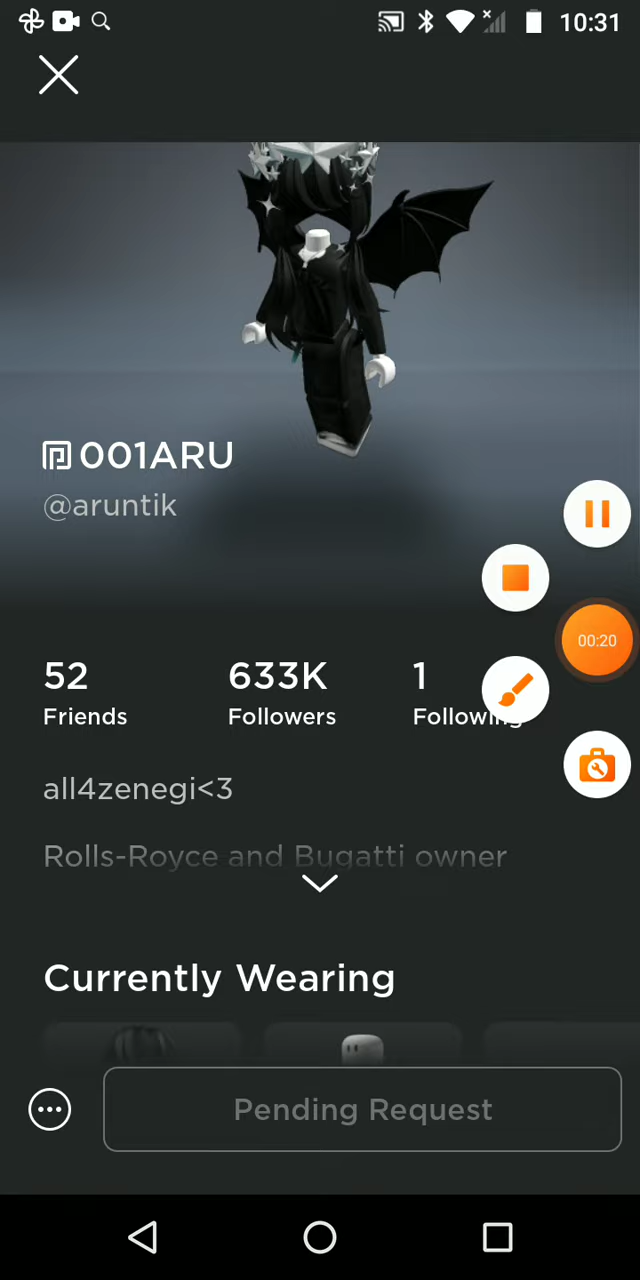 10:31
001ARU
@aruntik
00:20
52
633K
1
Friends
Followers
Following
all4zenegi<3
Rolls-Royce and Bugatti owner
Currently Wearing
Pending Request